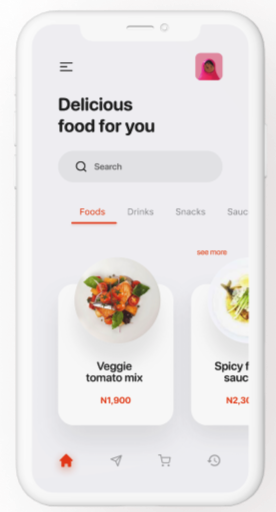 Delicious
food for you
Search
Foods Drinks Snacks Sauc
see more
Veggie
tomato mix
N1,900
Spicy f
sauc
N2,30